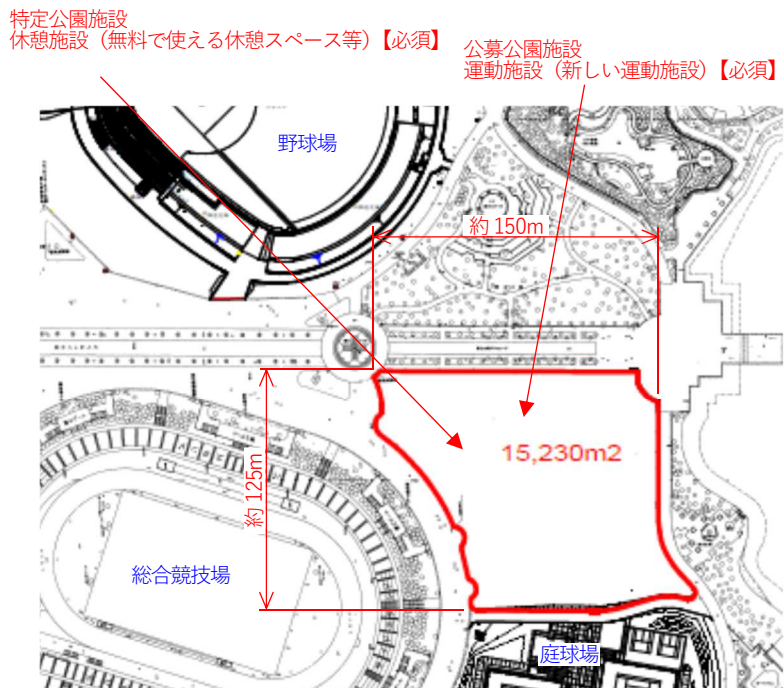 特定公園施設
休憩施設（無料で使える休憩スペース等）【必須】
公募公園施設
運動施設（新しい運動施設）【必須】
野球場
約 150m
約 125m
15,230m2
総合競技場
庭球場